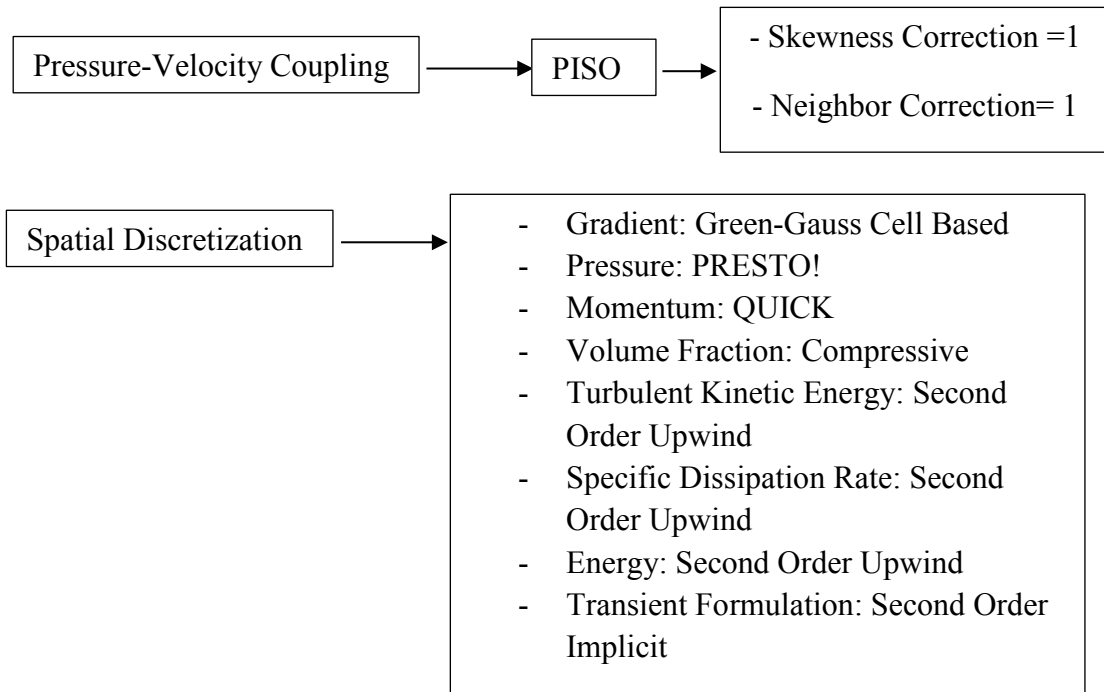 Pressure-Velocity Coupling
PISO
- Skewness Correction =1
- Neighbor Correction= 1
Spatial Discretization
- Gradient: Green-Gauss Cell Based
- Pressure: PRESTO!
- Momentum: QUICK
- Volume Fraction: Compressive
- Turbulent Kinetic Energy: Second
Order Upwind
- Specific Dissipation Rate: Second
Order Upwind
- Energy: Second Order Upwind
- Transient Formulation: Second Order
Implicit